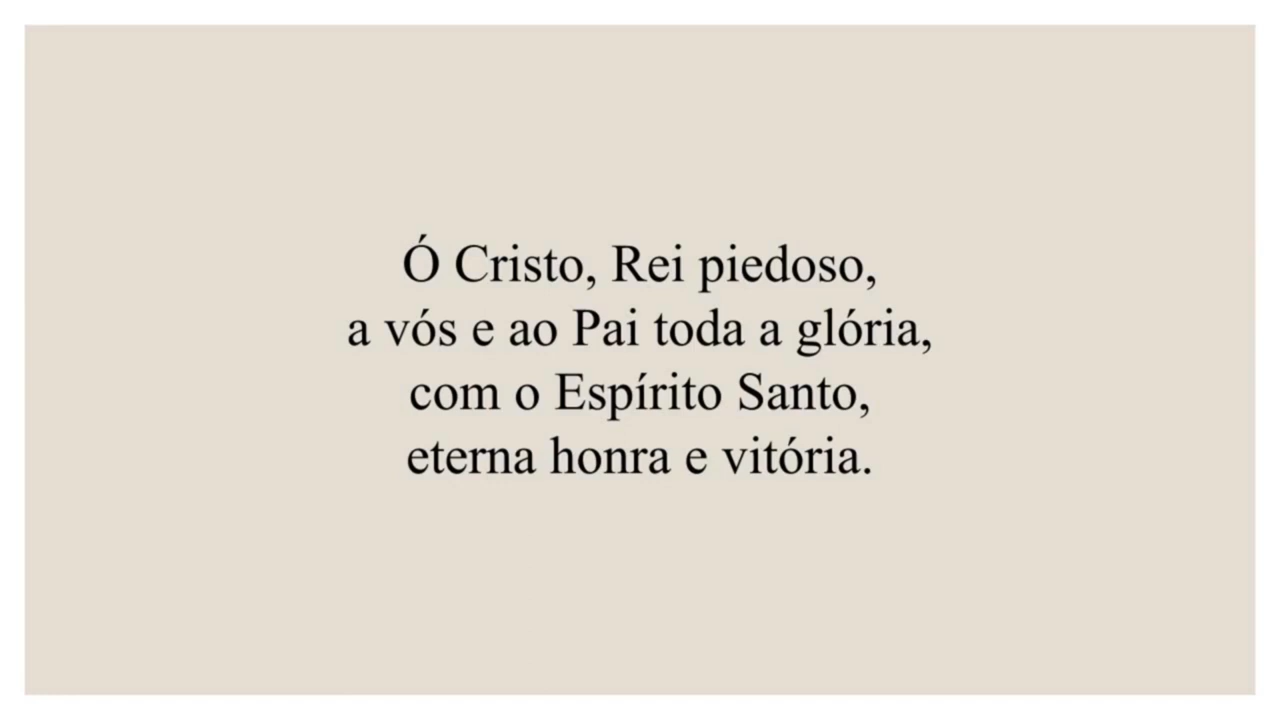 Ó Cristo, Rei piedoso,
a vós e ao Pai toda a glória,
com o Espírito Santo,
eterna honra e vitória.